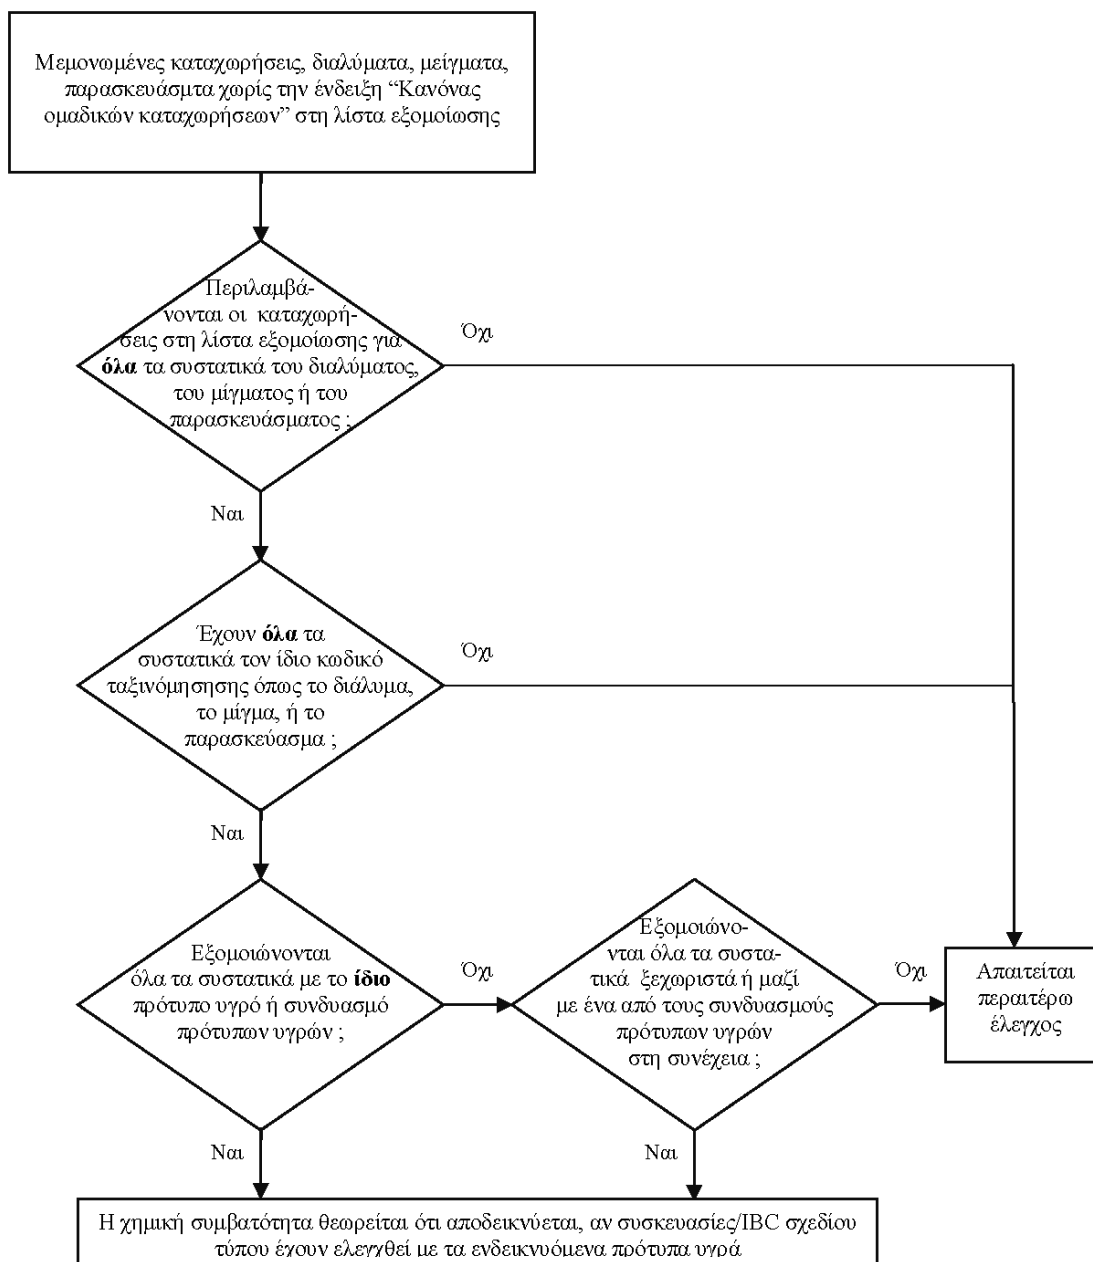 Μεμονωμένες καταχωρήσεις, διαλύματα, μείγματα,
παρασκευάσμτα χωρίς την ένδειξη “Κανόνας
ομαδικών καταχωρήσεων” στη λίστα εξομοίωσης
Περιλαμβά-
νονται οι καταχωρή-
σεις στη λίστα εξομοίωσης για
όλα τα συστατικά του διαλύματος,
του μίγματος ή του
παρασκευάσματος ;
Όχι
Ναι
Έχουν όλα τα
συστατικά τον ίδιο κωδικό
ταξινόμησησης όπως το διάλυμα,
το μίγμα, ή το
παρασκεύασμα ;
Όχι
Ναι
Εξομοιώνονται
όλα τα συστατικά με το ίδιο
πρότυπο υγρό ή συνδυασμό
πρότυπων υγρών ;
Όχι
Εξομοιώνο-
νται όλα τα συστα-
τικά ξεχωριστά ή μαζί
με ένα από τους συνδυασμούς
πρότυπων υγρών
στη συνέχεια ;
Όχι
Απαιτείται
περαιτέρω
έλεγχος
Ναι
Ναι
Η χημική συμβατότητα θεωρείται ότι αποδεικνύεται, αν συσκευασίες/IBC σχεδίου
τύπου έχουν ελεγχθεί με τα ενδεικνυόμενα πρότυπα υγρά